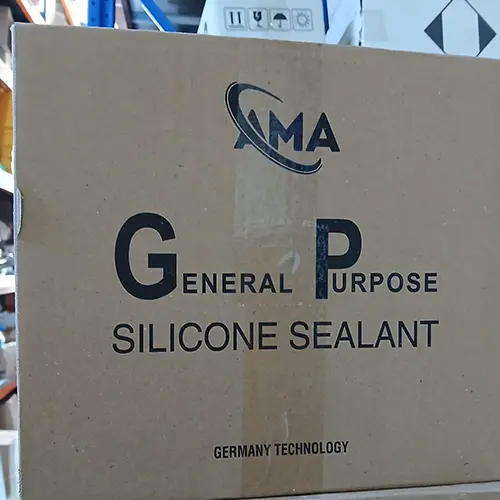 AMA
GENERAL PURPOSE
SILICONE SEALANT
GERMANY TECHNOLOGY